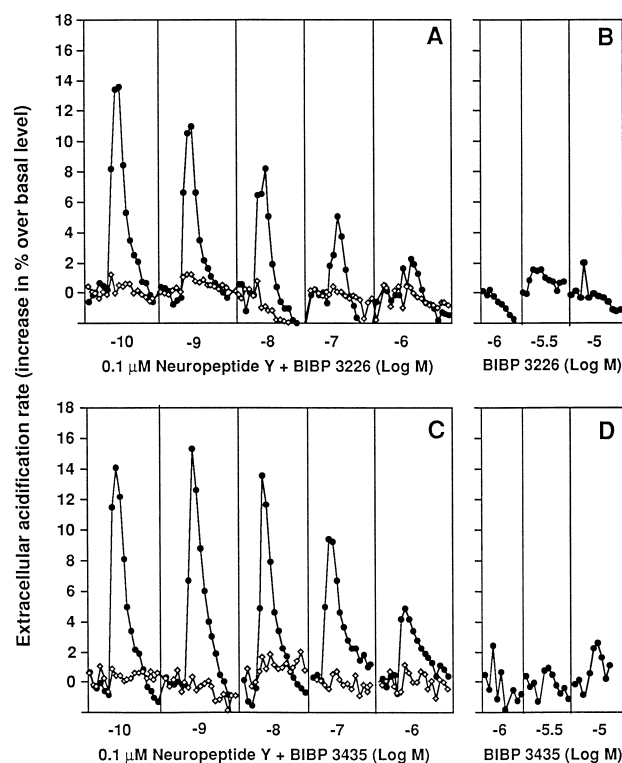 Extracellular acidification rate (increase in % over basal level)
A
18
16
14
12
10
8
6
4
2
0
-10 -9 -8 -7 -6
0.1 μM Neuropeptide Y + BIBP 3226 (Log M)
B
-6 -5.5 -5
BIBP 3226 (Log M)
C
18
16
14
12
10
8
6
4
2
0
-10 -9 -8 -7 -6
0.1 μM Neuropeptide Y + BIBP 3435 (Log M)
D
-6 -5.5 -5
BIBP 3435 (Log M)